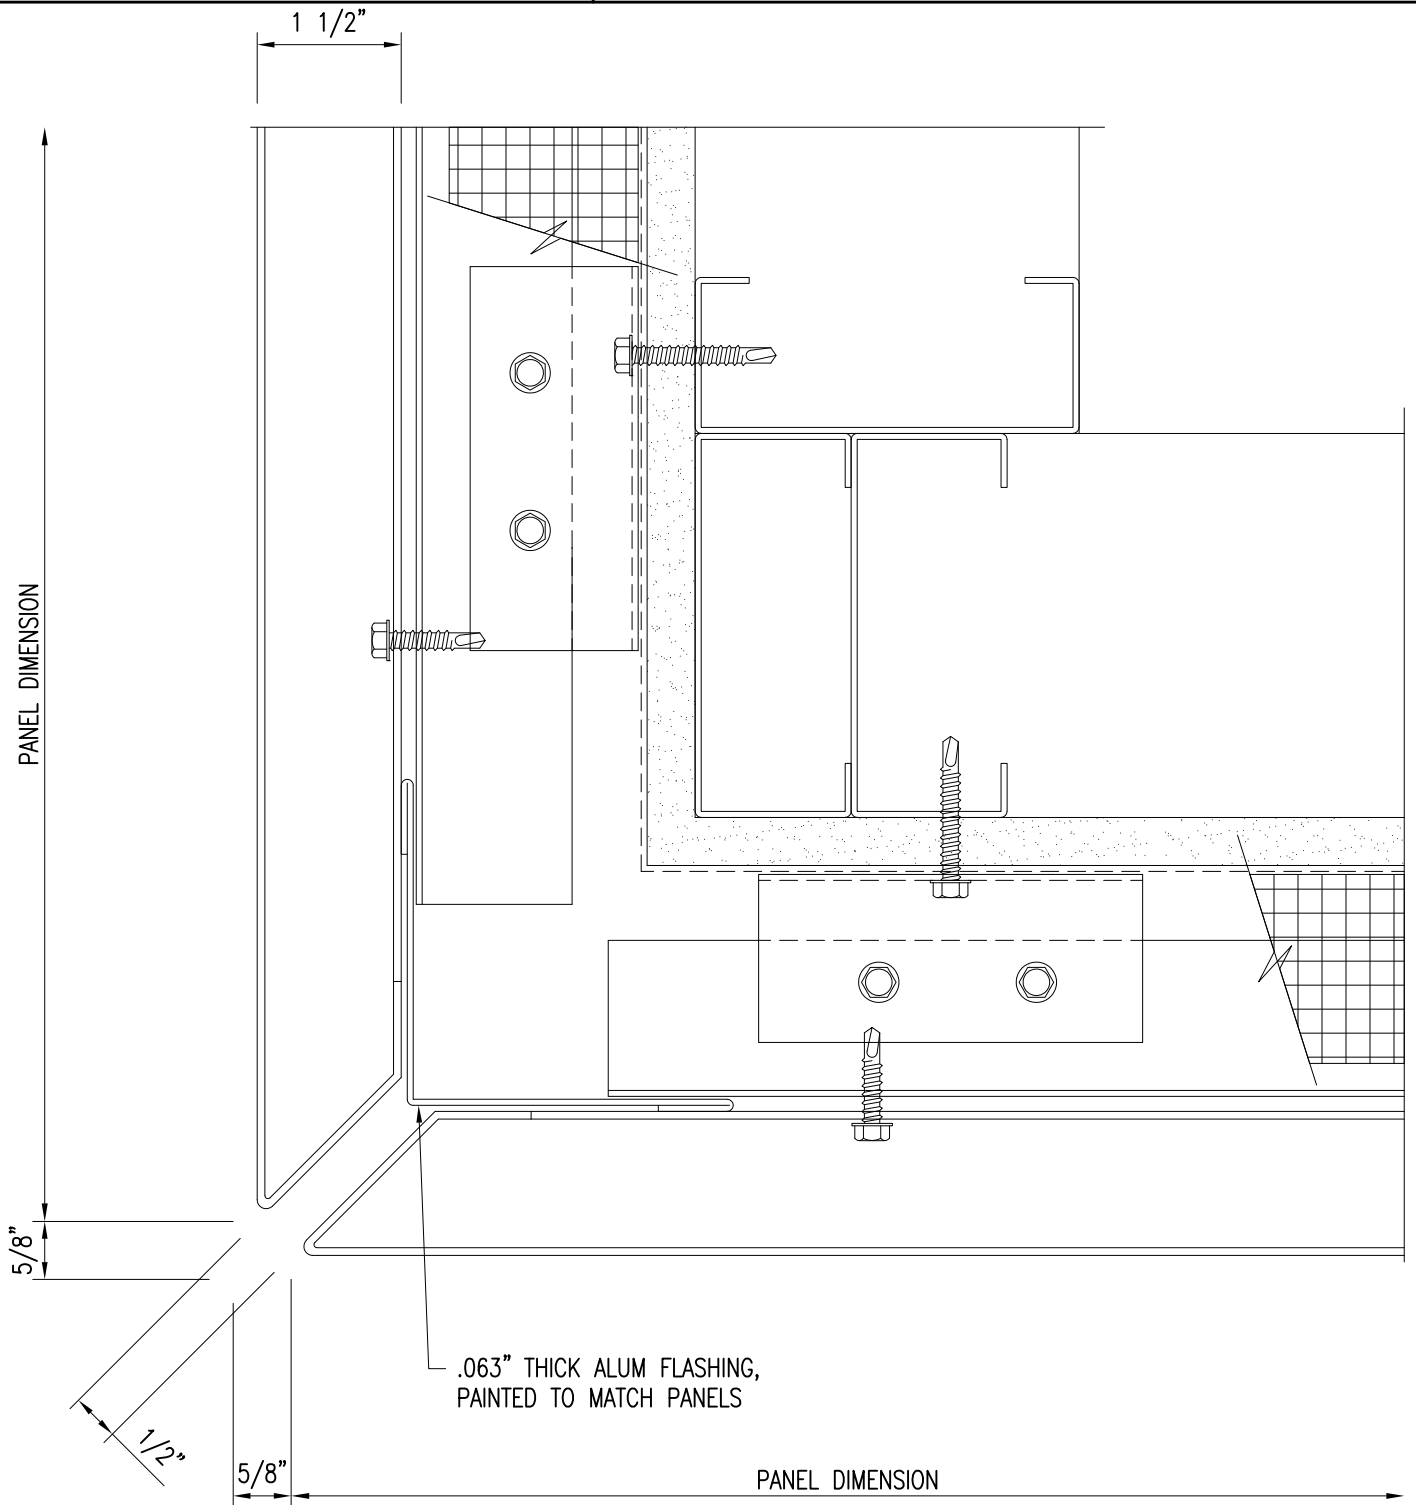 1 1/2”
PANEL DIMENSION
5/8”
.063” THICK ALUM FLASHING,
PAINTED TO MATCH PANELS
1/2”
5/8”
PANEL DIMENSION